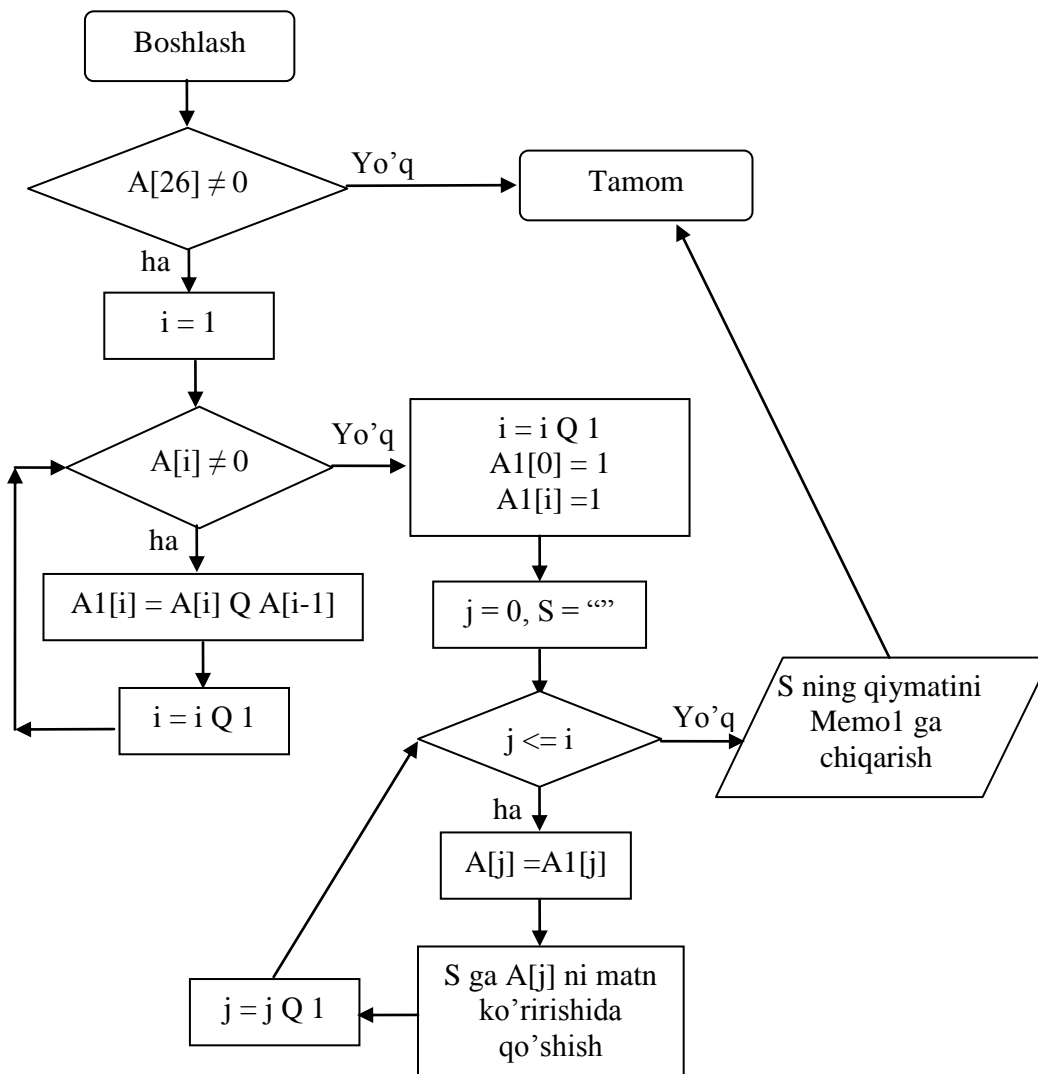 Boshlash
A[26] ≠ 0
Yo’q
Tamom
ha
i = 1
A[i] ≠ 0
Yo’q
i = i Q 1
A1[0] = 1
A1[i] =1
ha
A1[i] = A[i] Q A[i-1]
i = i Q 1
j = 0, S = “”
j <= i
Yo’q
S ning qiymatini
Memo1 ga
chiqarish
ha
A[j] =A1[j]
S ga A[j] ni matn
ko’ririshida
qo’shish
j = j Q 1